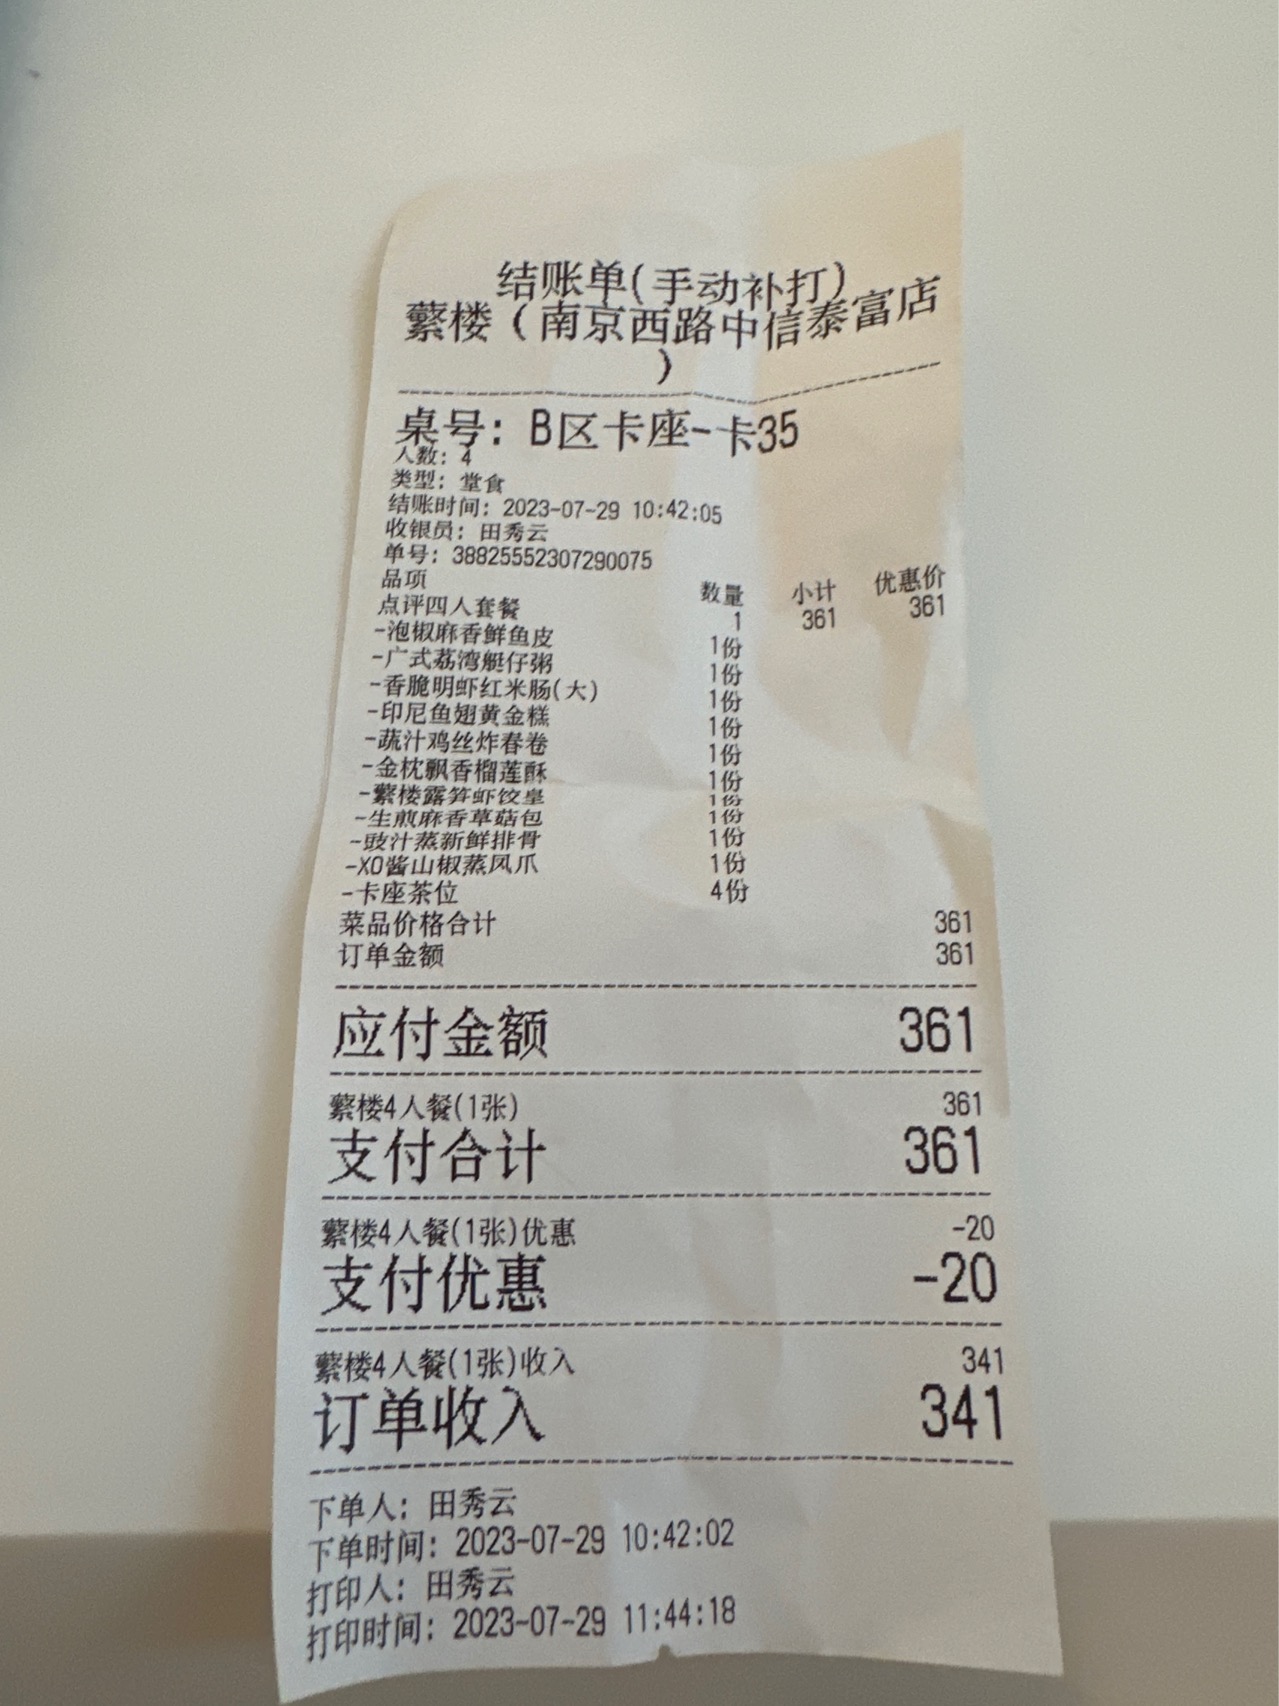 结账单(手动补打)
蘩楼（南京西路中信泰富店
）
桌号: B区卡座-卡35
人数: 4
类型: 堂食
结账时间: 2023-07-29 10:42:05
收银员: 田秀云
单号: 38825552307290075
品项 数量 小计 优惠价
点评四人套餐 1 361 361
-泡椒麻香鲜鱼皮 1份
-广式荔湾艇仔粥 1份
-香脆明虾红米肠(大) 1份
-印尼鱼翅黄金糕 1份
-蔬汁鸡丝炸春卷 1份
-金枕飘香榴莲酥 1份
-蘩楼露笋虾饺皇 1份
-生煎麻香草菇包 1份
-豉汁蒸新鲜排骨 1份
-XO酱山椒蒸凤爪 1份
-卡座茶位 4份
菜品价格合计 361
订单金额 361
应付金额 361
蘩楼4人餐(1张) 361
支付合计 361
蘩楼4人餐(1张)优惠 -20
支付优惠 -20
蘩楼4人餐(1张)收入 341
订单收入 341
下单人: 田秀云
下单时间: 2023-07-29 10:42:02
打印人: 田秀云
打印时间: 2023-07-29 11:44:18